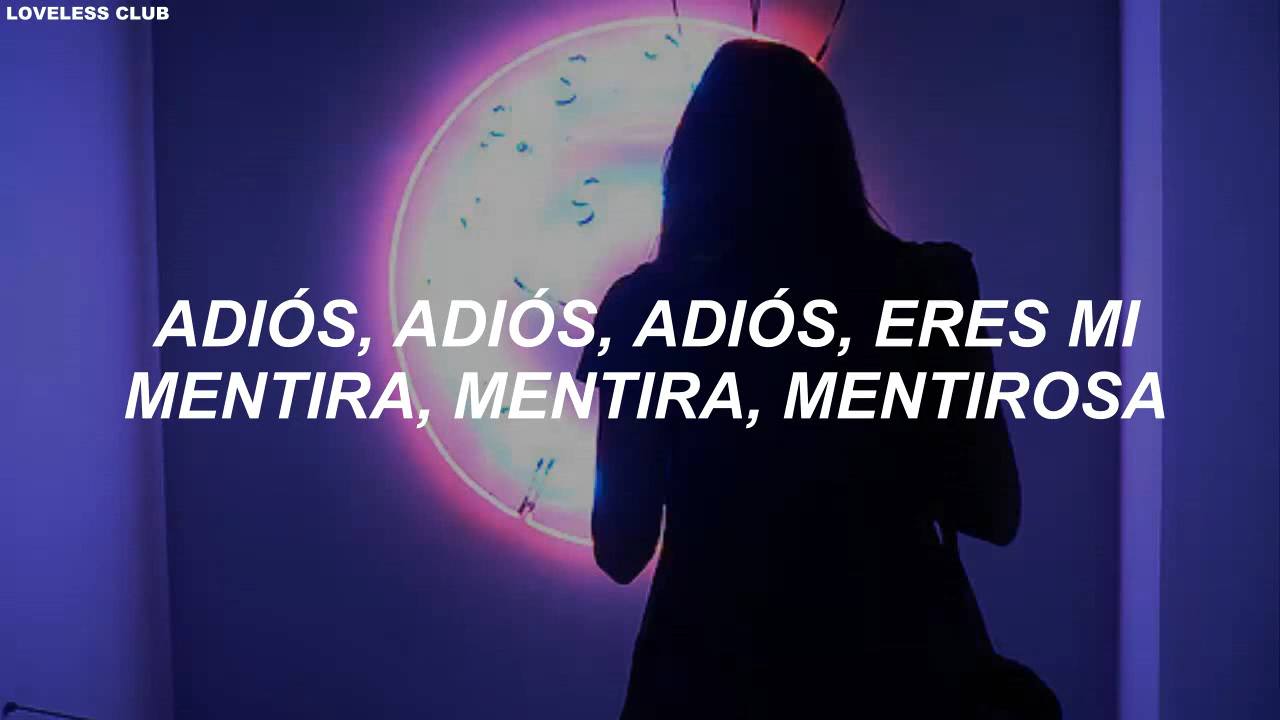 LOVELESS CLUB
ADIÓS, ADIÓS, ADIÓS, ERES MI
MENTIRA, MENTIRA, MENTIROSA